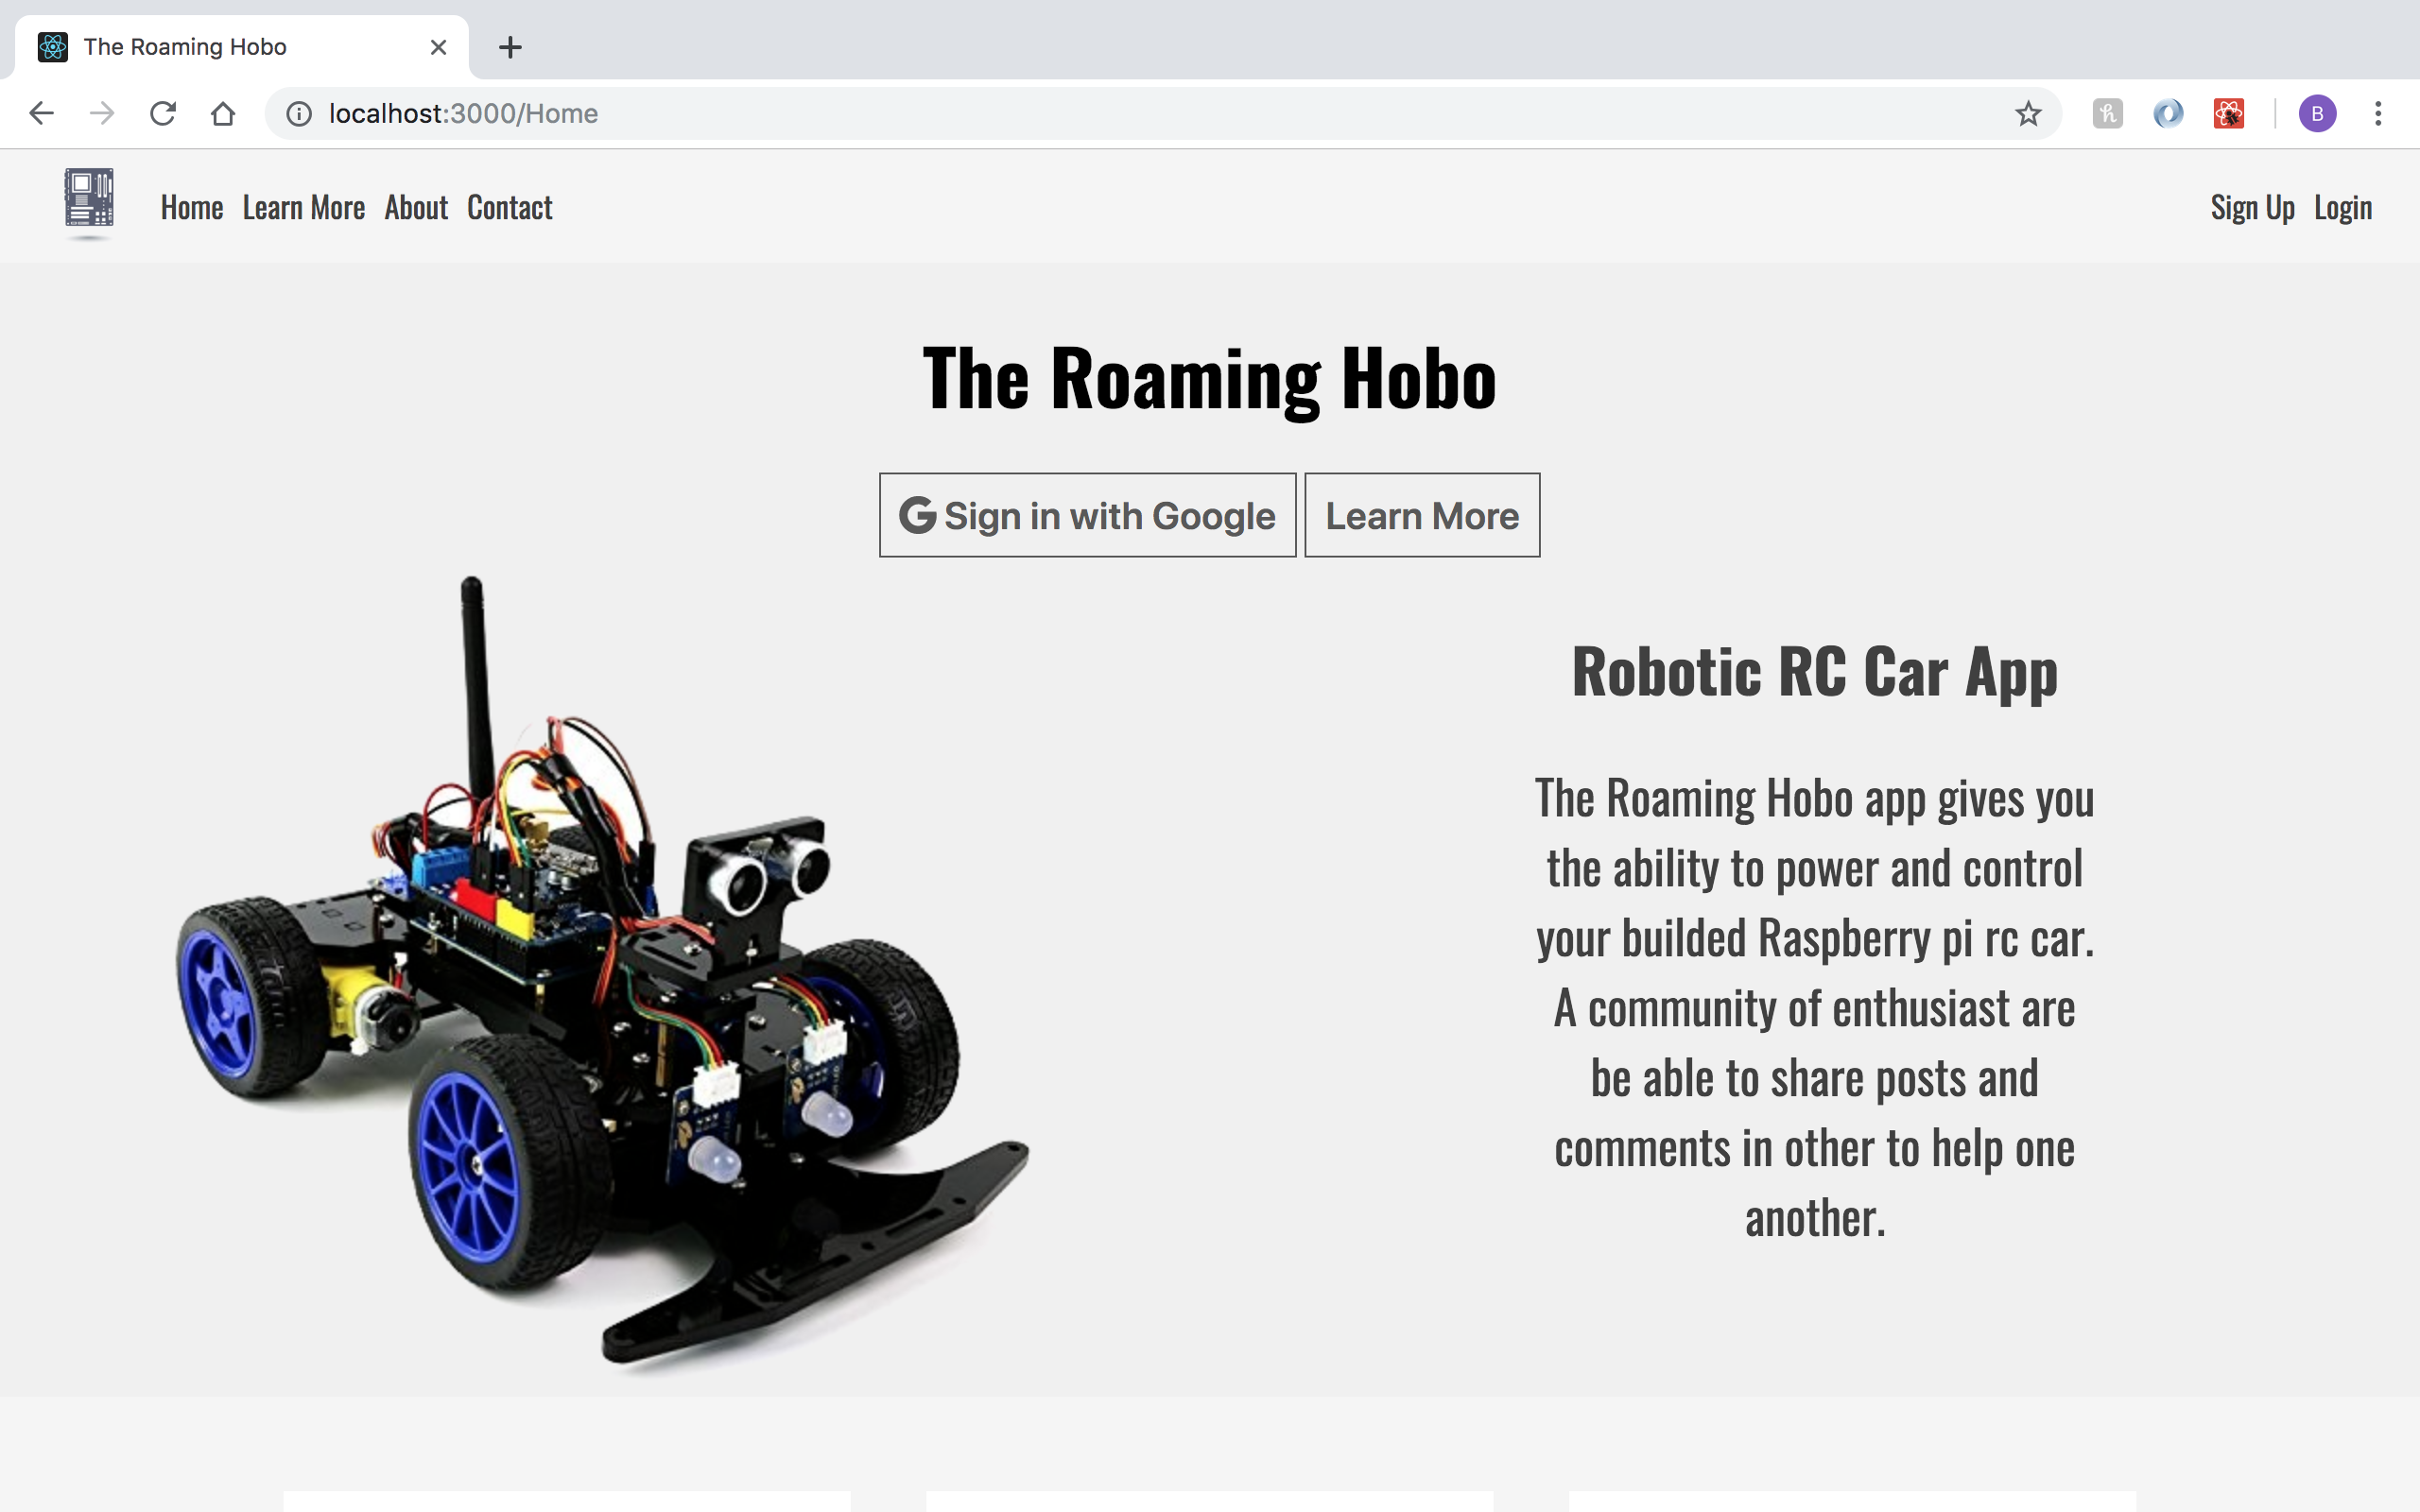 The Roaming Hobo
localhost:3000/Home
B
Home Learn More About Contact
Sign Up Login
The Roaming Hobo
Sign in with Google
Learn More
Robotic RC Car App
The Roaming Hobo app gives you
the ability to power and control
your builded Raspberry pi rc car.
A community of enthusiast are
be able to share posts and
comments in other to help one
another.